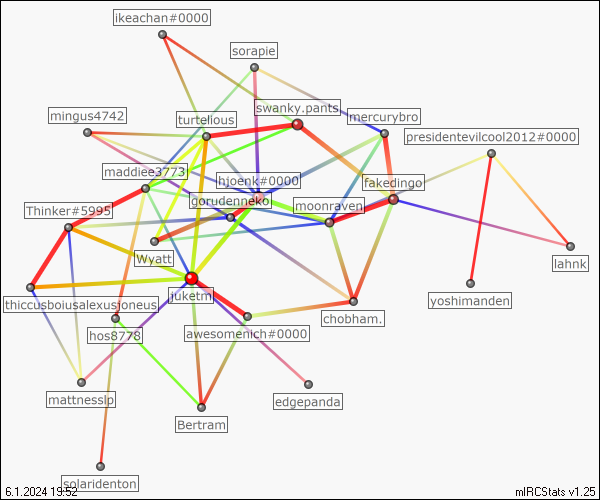 ikeachan#0000
sorapie
swanky.pants
mingus4742
turtelious
mercurybro
presidentevilcool2012#0000
maddiee3773
hjoenk#0000
fakedingo
gorudenneko
moonraven
Thinker#5995
Wyatt
lahnk
juketm
thiccusboiusalexusjoneus
yoshimanden
hos8778
awesomenich#0000
chobham.
mattnesslp
edgepanda
Bertram
solaridenton
6.1.2024 19:52
mIRCStats v1.25